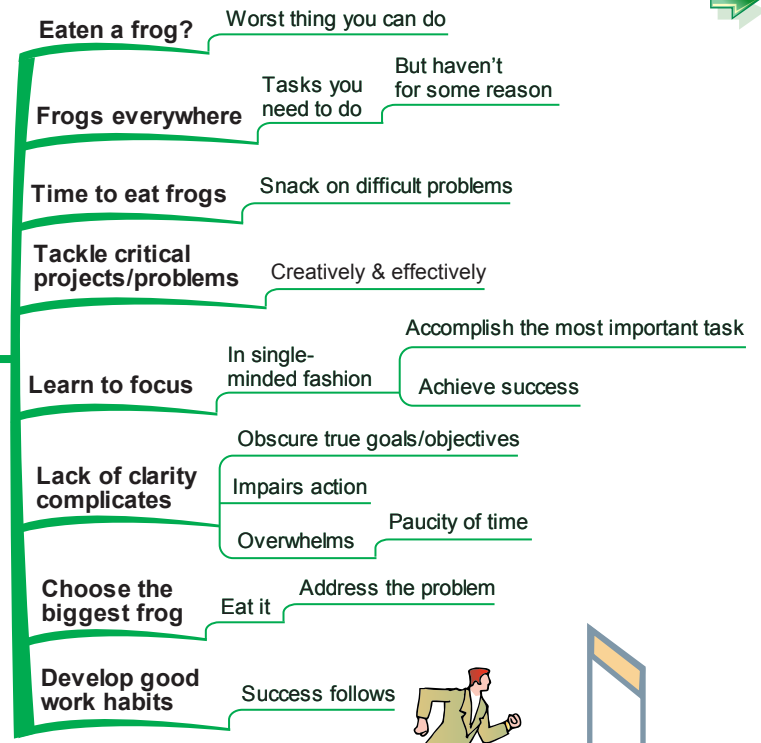 Eaten a frog?
Worst thing you can do
Frogs everywhere
Tasks you
need to do
But haven't
for some reason
Time to eat frogs
Snack on difficult problems
Tackle critical
projects/problems
Creatively & effectively
Learn to focus
In single-
minded fashion
Accomplish the most important task
Achieve success
Lack of clarity
complicates
Obscure true goals/objectives
Impairs action
Overwhelms
Paucity of time
Choose the
biggest frog
Eat it
Address the problem
Develop good
work habits
Success follows